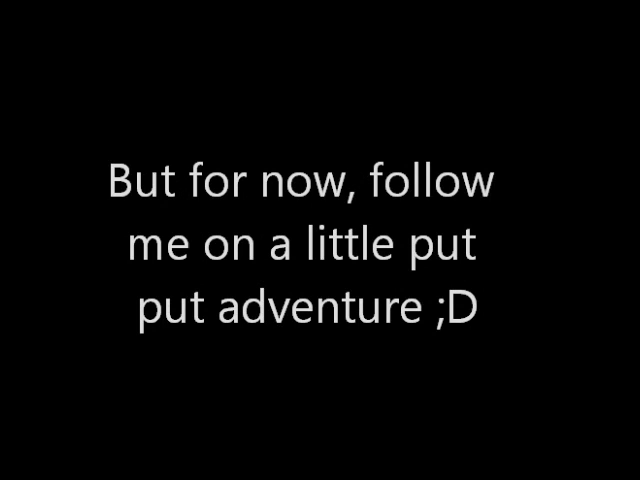 But for now, follow
me on a little put
put adventure ;D